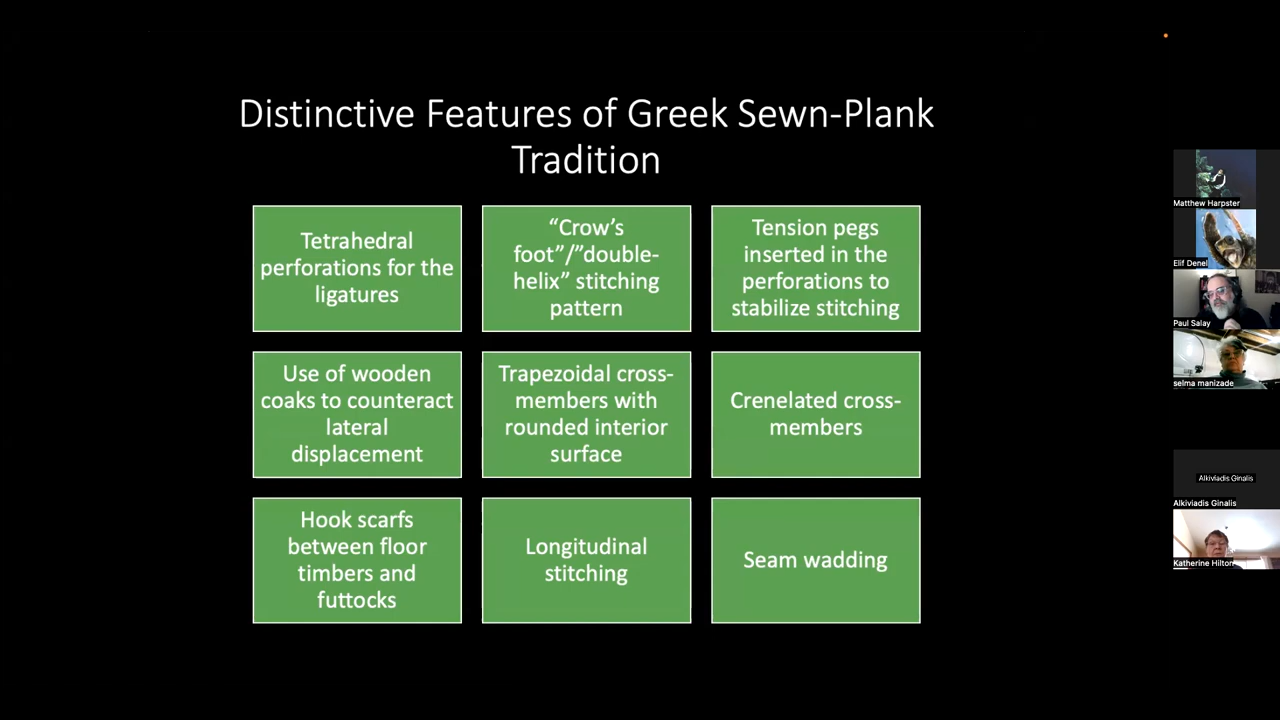 Distinctive Features of Greek Sewn-Plank
Tradition
Tetrahedral
perforations for the
ligatures
“Crow’s
foot”/”double-
helix” stitching
pattern
Tension pegs
inserted in the
perforations to
stabilize stitching
Use of wooden
coaks to counteract
lateral
displacement
Trapezoidal cross-
members with
rounded interior
surface
Crenelated cross-
members
Hook scarfs
between floor
timbers and
futtocks
Longitudinal
stitching
Seam wadding
Matthew Harpster
Elif Denel
Paul Salay
selma manizade
Alkiviadis Ginalis
Alkiviadis Ginalis
Katherine Hilton